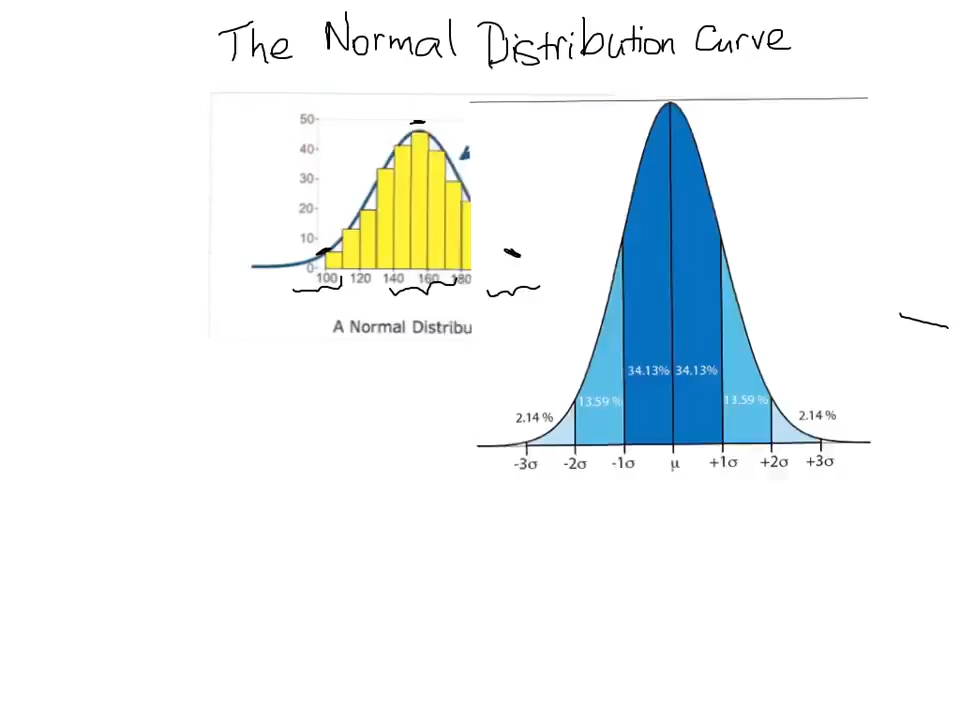 The Normal Distribution Curve
50
40
30
20
10
0
100 120 140 160 180
A Normal Distribu
34.13% 34.13%
13.59 % 13.59 %
2.14 % 2.14 %
-3σ -2σ -1σ μ +1σ +2σ +3σ